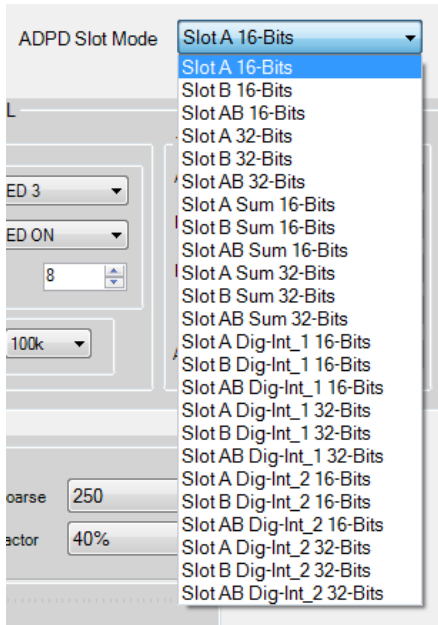 ADPD Slot Mode Slot A 16-Bits
Slot A 16-Bits
Slot B 16-Bits
L
Slot AB 16-Bits
Slot A 32-Bits
Slot B 32-Bits
Slot AB 32-Bits
ED 3
Slot A Sum 16-Bits
Slot B Sum 16-Bits
ED ON
Slot AB Sum 16-Bits
8
Slot A Sum 32-Bits
Slot B Sum 32-Bits
Slot AB Sum 32-Bits
100k
Slot A Dig-Int_1 16-Bits
Slot B Dig-Int_1 16-Bits
Slot AB Dig-Int_1 16-Bits
Slot A Dig-Int_1 32-Bits
Slot B Dig-Int_1 32-Bits
Slot AB Dig-Int_1 32-Bits
Slot A Dig-Int_2 16-Bits
oarse 250
Slot B Dig-Int_2 16-Bits
Slot AB Dig-Int_2 16-Bits
actor 40%
Slot A Dig-Int_2 32-Bits
Slot B Dig-Int_2 32-Bits
Slot AB Dig-Int_2 32-Bits